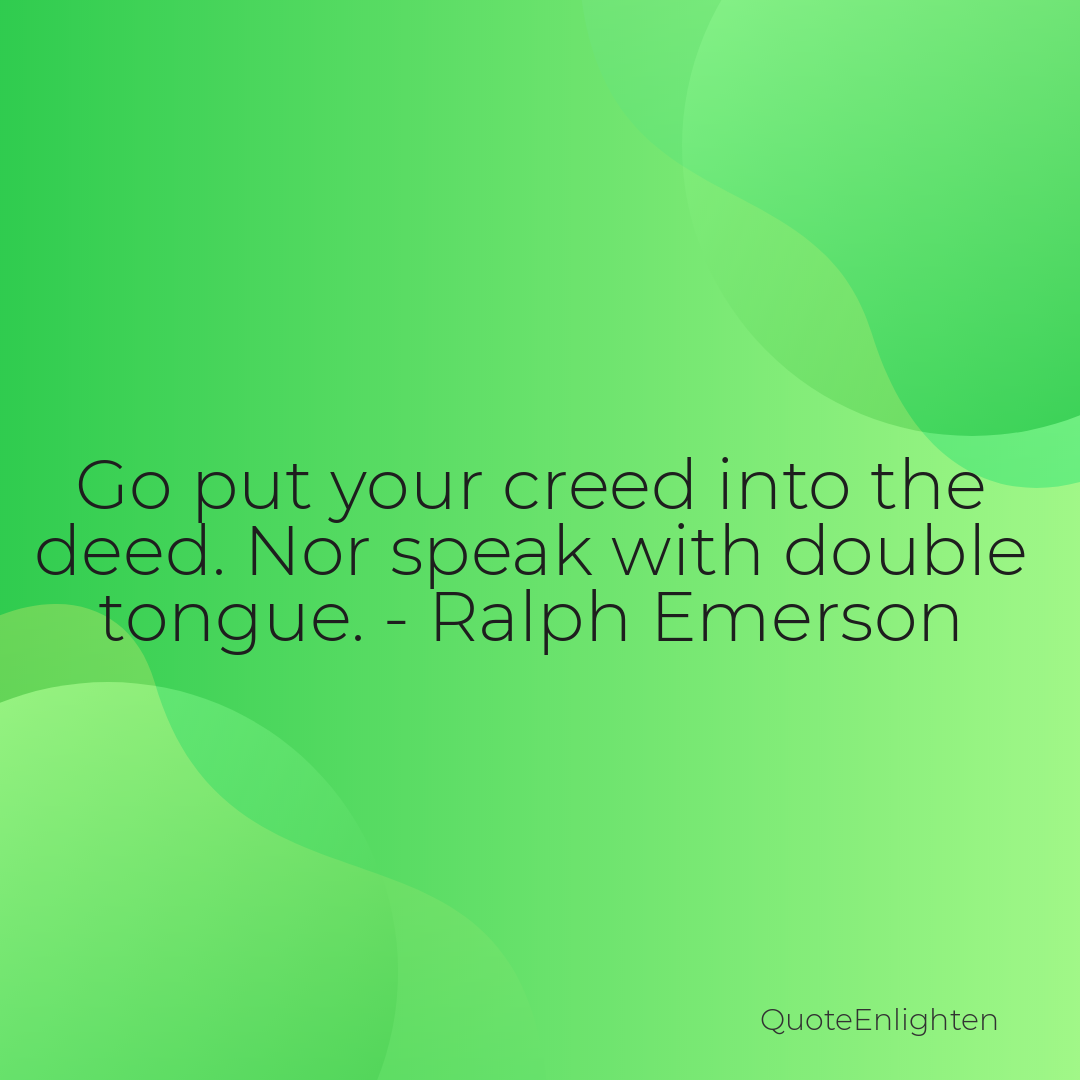 Go put your creed into the
deed. Nor speak with double
tongue. - Ralph Emerson
QuoteEnlighten